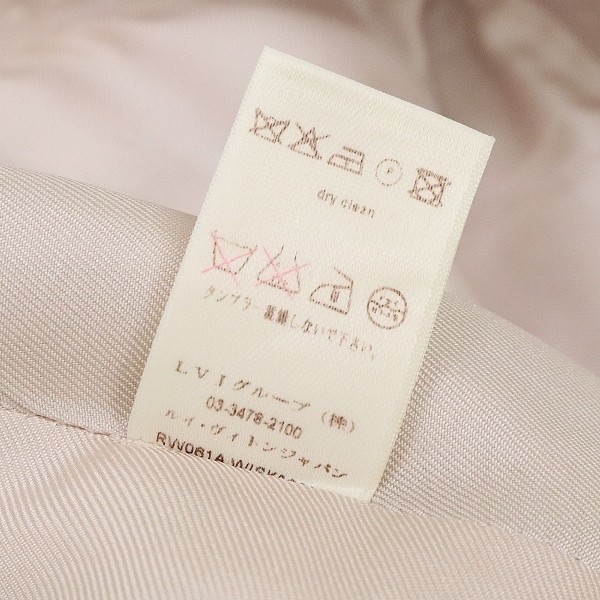 P
dry clean
タンブラー乾燥しないで下さい。
LVIグループ(株)
03-3478-2100
ルイ・ヴィトンジャパン
RW061A